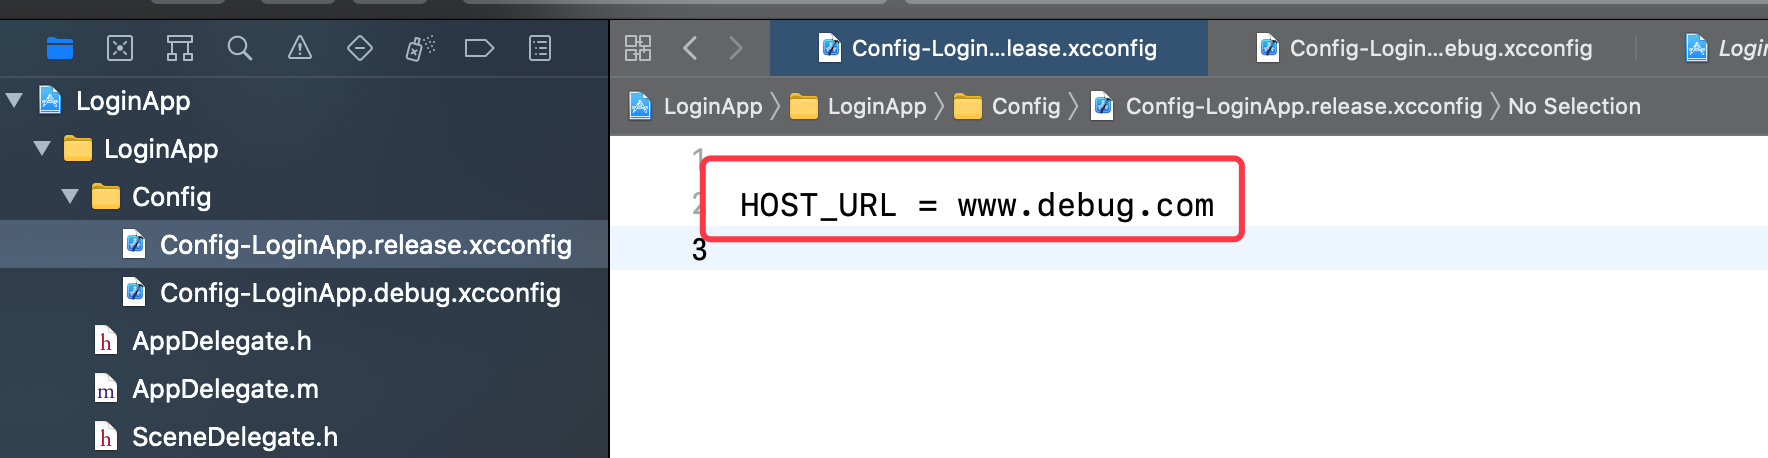 LoginApp
LoginApp
Config
Config-LoginApp.release.xcconfig
Config-LoginApp.debug.xcconfig
h AppDelegate.h
m AppDelegate.m
h SceneDelegate.h
Config-Login...lease.xcconfig
Config-Login...ebug.xcconfig
LoginApp 〉 LoginApp 〉 Config 〉 Config-LoginApp.release.xcconfig 〉 No Selection
1
2 HOST_URL = www.debug.com
3